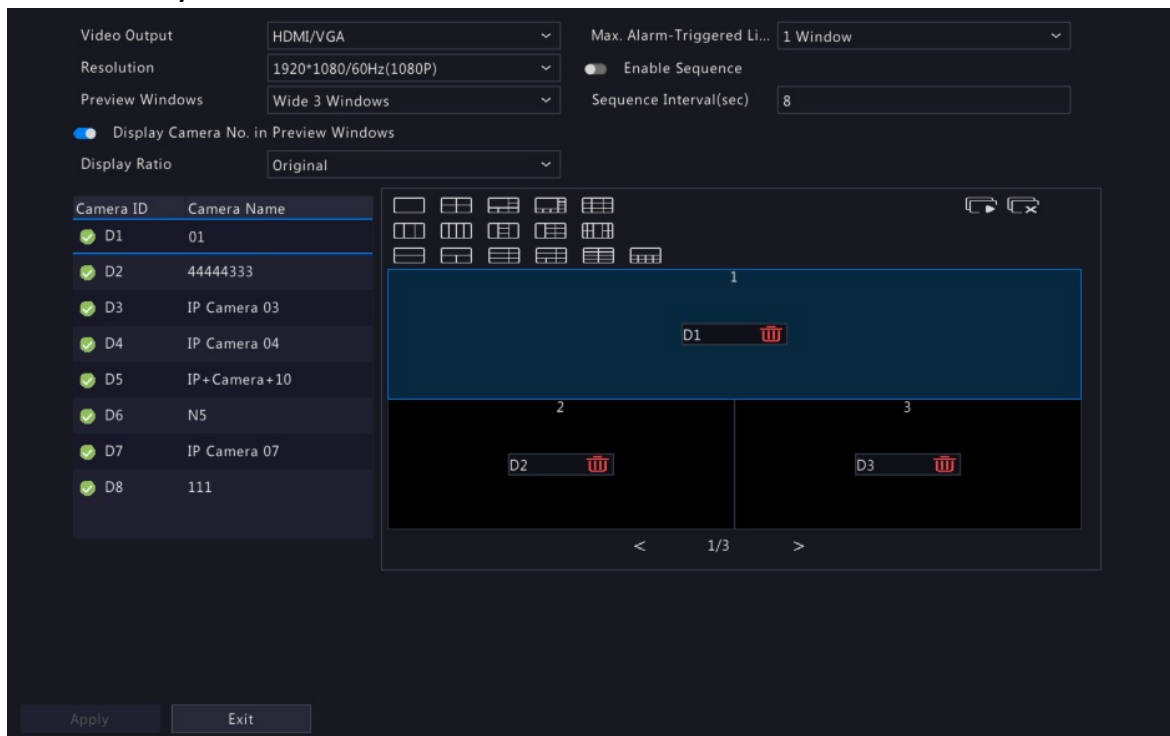 Video Output HDMI/VGA Max. Alarm-Triggered Li... 1 Window
Resolution 1920*1080/60Hz(1080P) Enable Sequence
Preview Windows Wide 3 Windows Sequence Interval(sec) 8
Display Camera No. in Preview Windows
Display Ratio Original
Camera ID Camera Name
D1 01
D2 44444333
D3 IP Camera 03
D4 IP Camera 04
D5 IP+Camera+10
D6 N5
D7 IP Camera 07
D8 111
1
D1
2 3
D2 D3
< 1/3 >
Apply Exit